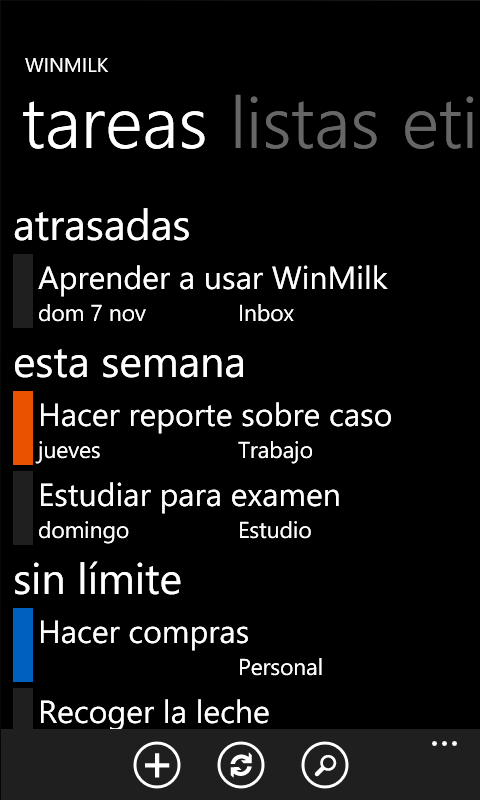 WINMILK
tareas listas eti
atrasadas
Aprender a usar WinMilk
dom 7 nov Inbox
esta semana
Hacer reporte sobre caso
jueves Trabajo
Estudiar para examen
domingo Estudio
sin límite
Hacer compras
Personal
Recoger la leche